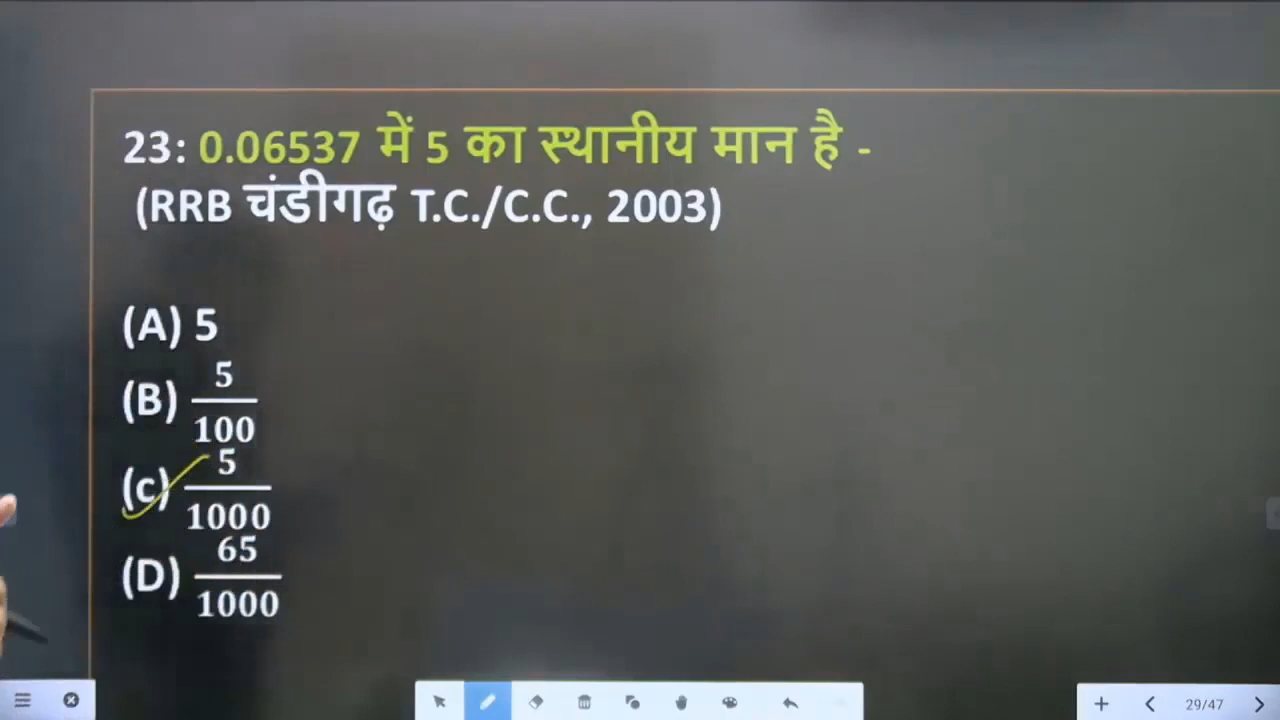 23: 0.06537 में 5 का स्थानीय मान है -
(RRB चंडीगढ़ T.C./C.C., 2003)
(A) 5
(B) 5/100
(c) 5/1000
(D) 65/1000
29/47